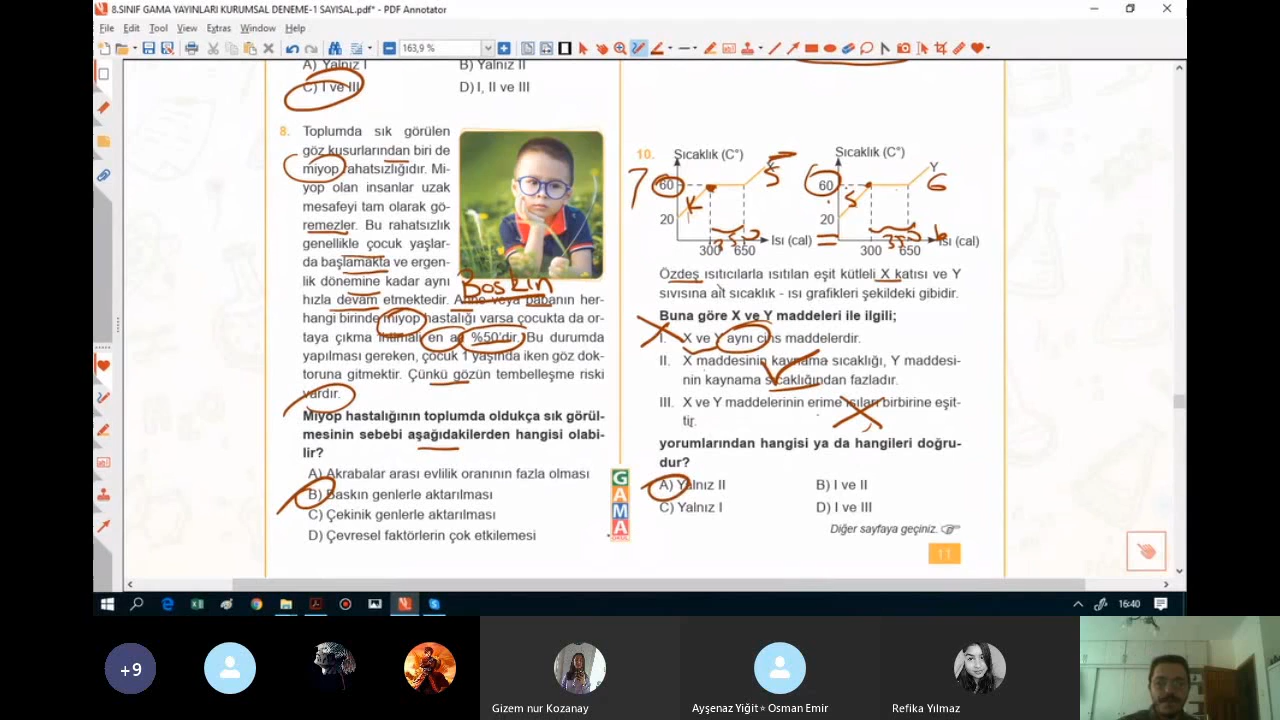 8.SINIF GAMA YAYINLARI KURUMSAL DENEME-1 SAYISAL.pdf* - PDF Annotator
File Edit Tool View Extras Window Help
163,9 %
A) Yalnız I B) Yalnız II
C) I ve III D) I, II ve III
8. Toplumda sık görülen
göz kusurlarından biri de
miyop rahatsızlığıdır. Mi-
yop olan insanlar uzak
mesafeyi tam olarak gö-
remezler. Bu rahatsızlık
genellikle çocuk yaşlar-
da başlamakta ve ergen-
lik dönemine kadar aynı
Baskın
hızla devam etmektedir. Anne veya babanın her-
hangi birinde miyop hastalığı varsa çocukta da or-
taya çıkma ihtimali en az %50'dir. Bu durumda
yapılması gereken, çocuk 1 yaşında iken göz dok-
toruna gitmektir. Çünkü gözün tembelleşme riski
vardır.
Miyop hastalığının toplumda oldukça sık görül-
mesinin sebebi aşağıdakilerden hangisi olabi-
lir?
A) Akrabalar arası evlilik oranının fazla olması
B) Baskın genlerle aktarılması
C) Çekinik genlerle aktarılması
D) Çevresel faktörlerin çok etkilemesi
GAMA
10. Sıcaklık (C°) Sıcaklık (C°)
60 60 Y
20 20
300 650 Isı (cal) 300 650 Isı (cal)
K S S G
350 350
Özdeş ısıtıcılarla ısıtılan eşit kütleli X katısı ve Y
sıvısına ait sıcaklık - ısı grafikleri şekildeki gibidir.
Buna göre X ve Y maddeleri ile ilgili;
I. X ve Y aynı cins maddelerdir.
II. X maddesinin kaynama sıcaklığı, Y maddesi-
nin kaynama sıcaklığından fazladır.
III. X ve Y maddelerinin erime ısıları birbirine eşit-
tir.
yorumlarından hangisi ya da hangileri doğru-
dur?
A) Yalnız II B) I ve II
C) Yalnız I D) I ve III
Diğer sayfaya geçiniz.
11
16:40
+9
Gizem nur Kozanay
Ayşenaz Yiğit⭐Osman Emir
Refika Yılmaz